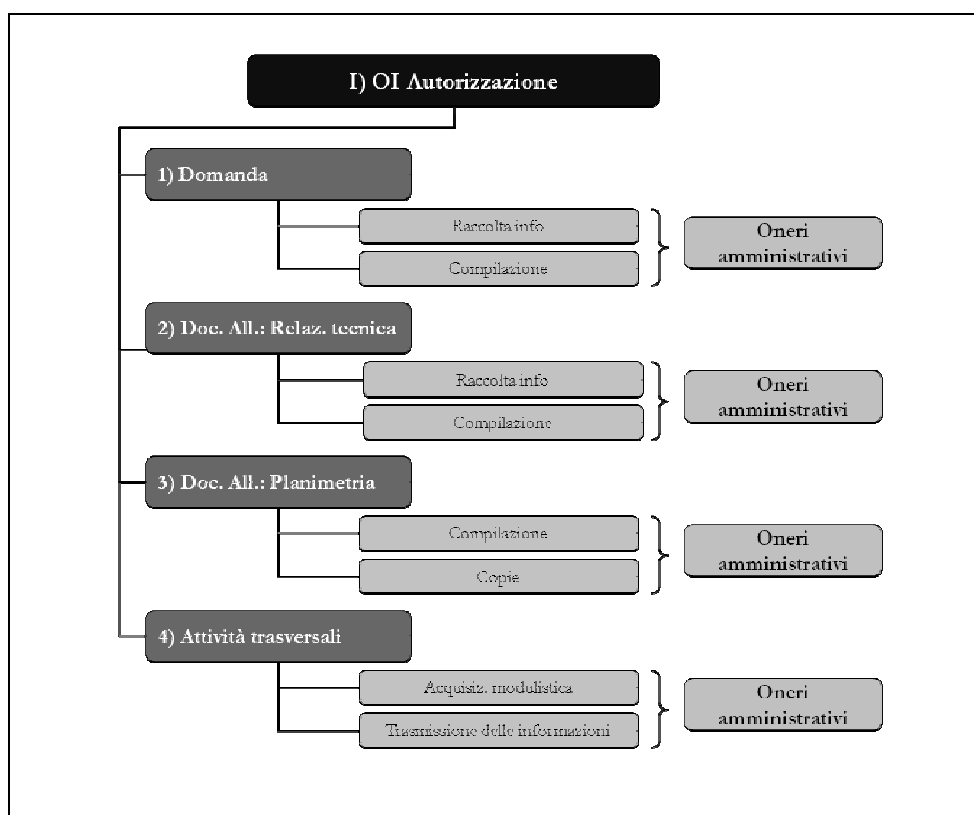 I) OI Autorizzazione
1) Domanda
Raccolta info
Compilazione
Oneri
amministrativi
2) Doc. All.: Relaz. tecnica
Raccolta info
Compilazione
Oneri
amministrativi
3) Doc. All.: Planimetria
Compilazione
Copie
Oneri
amministrativi
4) Attività trasversali
Acquisiz. modulistica
Trasmissione delle informazioni
Oneri
amministrativi